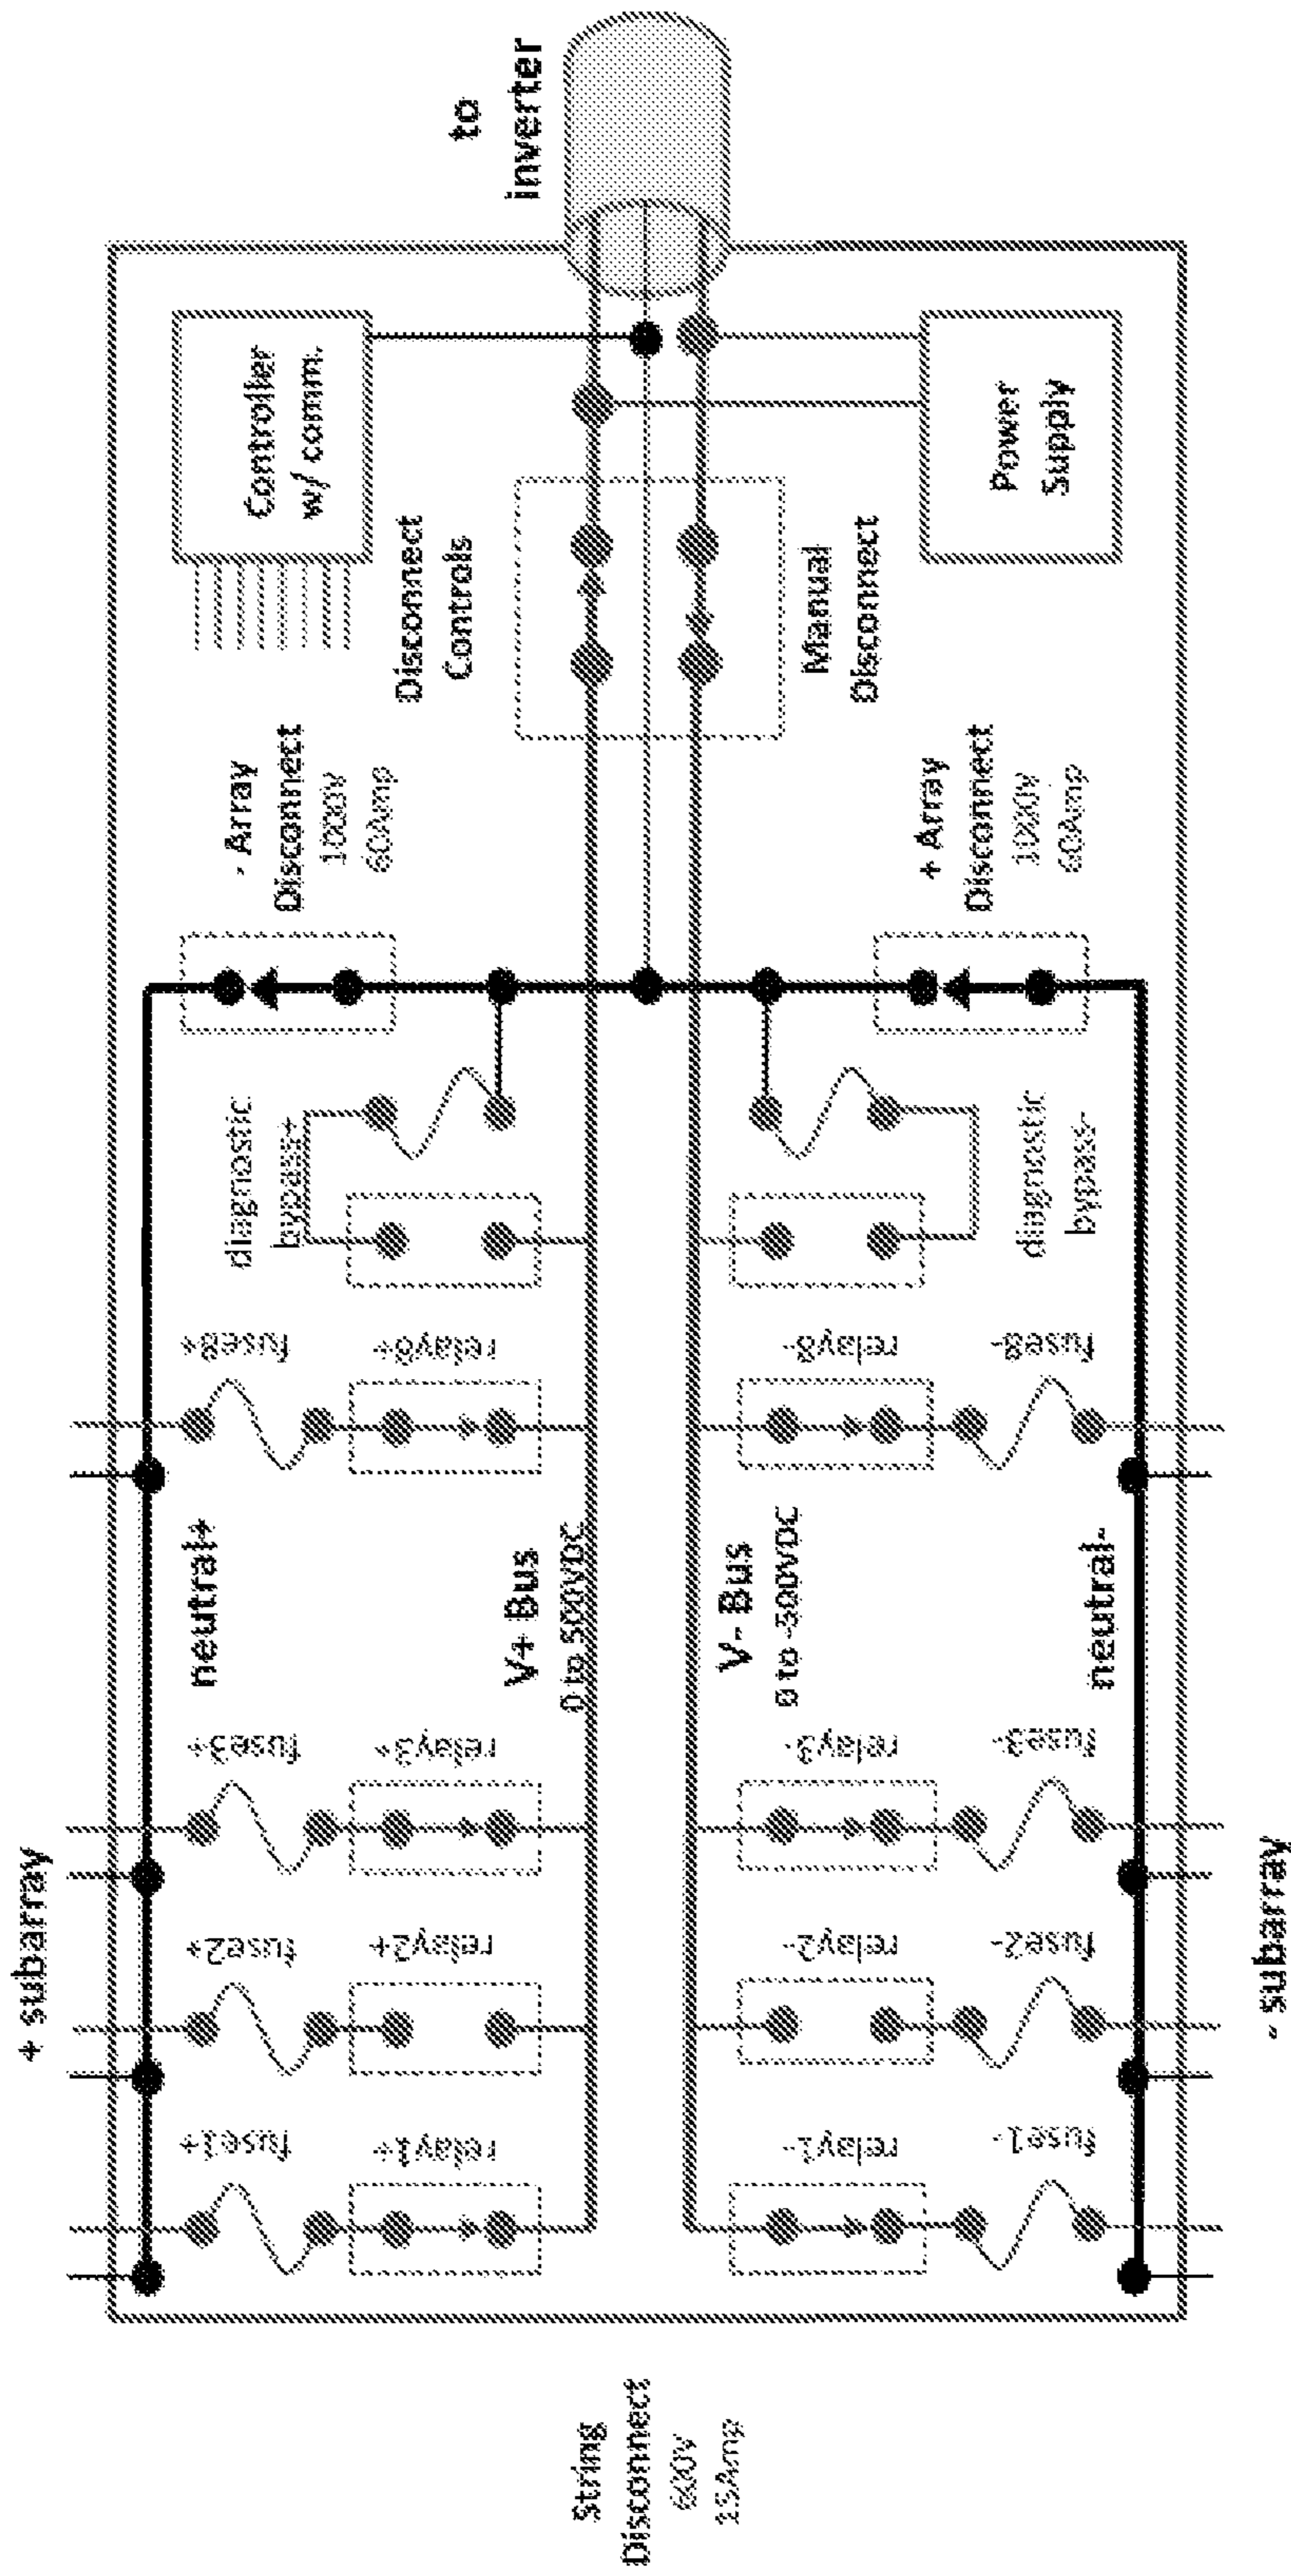 + subarray
fuse1+
relay1+
fuse2+
relay2+
fuse3+
relay3+
neutral+
V+ Bus
0 to 500VDC
fuse8+
relay8+
diagnostic
bypass+
- Array
Disconnect
1000V
60Amp
Controller
w/ comm.
Disconnect
Controls
to
inverter
String
Disconnect
600V
15Amp
relay1-
fuse1-
relay2-
fuse2-
relay3-
fuse3-
V- Bus
0 to -500VDC
neutral-
relay8-
fuse8-
diagnostic
bypass-
+ Array
Disconnect
1000V
60Amp
Manual
Disconnect
Power
Supply
- subarray